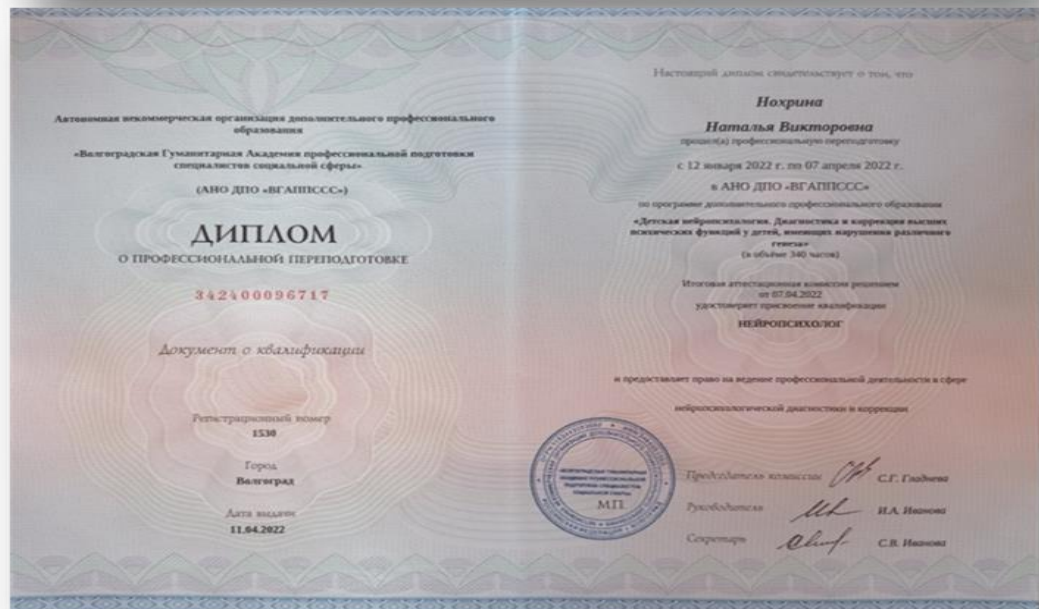 Автономная некоммерческая организация дополнительного профессионального
образования
«Волгоградская Гуманитарная Академия профессиональной подготовки
специалистов социальной сферы»
(АНО ДПО «ВГАППССС»)
ДИПЛОМ
О ПРОФЕССИОНАЛЬНОЙ ПЕРЕПОДГОТОВКЕ
342400096717
Документ о квалификации
Регистрационный номер
1530
Город
Волгоград
Дата выдачи
11.04.2022
Настоящий диплом свидетельствует о том, что
Нохрина
Наталья Викторовна
прошел(а) профессиональную переподготовку
с 12 января 2022 г. по 07 апреля 2022 г.
в АНО ДПО «ВГАППССС»
по программе дополнительного профессионального образования
«Детская нейропсихология. Диагностика и коррекция высших
психических функций у детей, имеющих нарушения различного
генеза»
(в объёме 340 часов)
Итоговая аттестационная комиссия решением
от 07.04.2022
удостоверяет присвоение квалификации
НЕЙРОПСИХОЛОГ
и предоставляет право на ведение профессиональной деятельности в сфере
нейропсихологической диагностики и коррекции
Председатель комиссии С.Г. Гладнева
М.П.
Руководитель И.А. Иванова
Секретарь С.В. Иванова